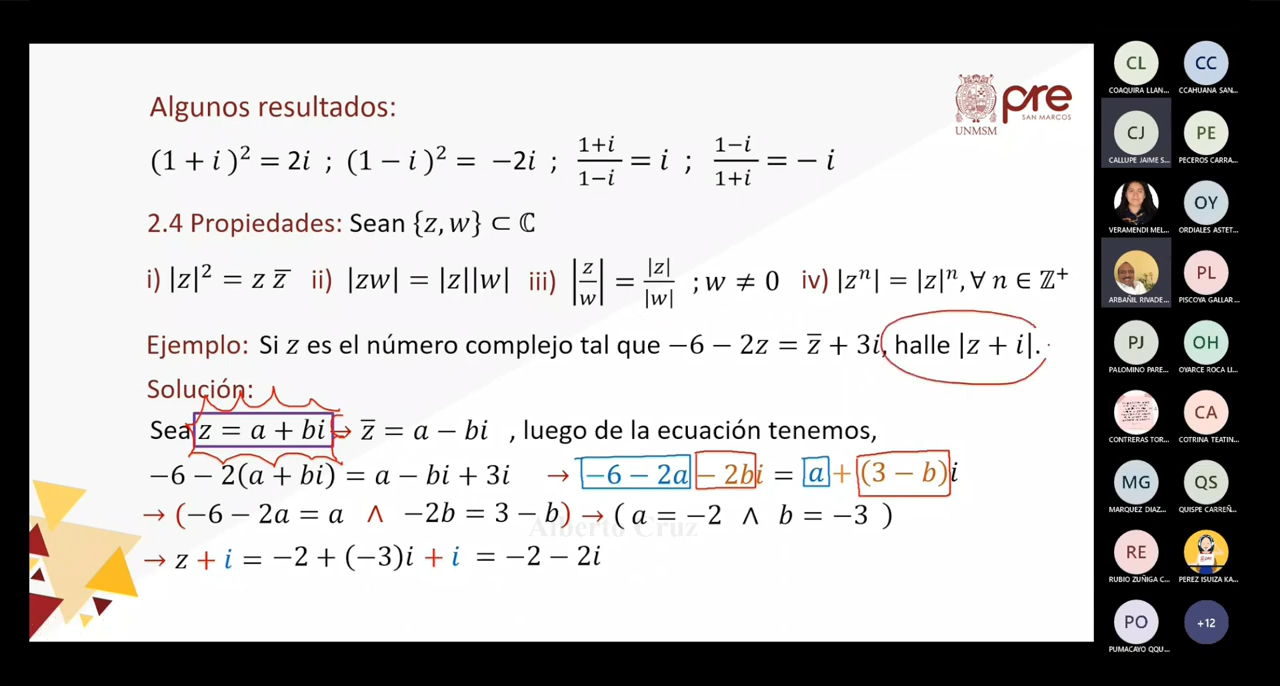 Algunos resultados:
pre
SAN MARCOS
UNMSM
(1 + i )² = 2i ; (1 − i )² = −2i ; (1+i)/(1−i) = i ; (1−i)/(1+i) = − i
2.4 Propiedades: Sean {z, w} ⊂ ℂ
i) |z|² = z z̅ ii) |zw| = |z||w| iii) |z/w| = |z|/|w| ; w ≠ 0 iv) |zⁿ| = |z|ⁿ, ∀ n ∈ ℤ⁺
Ejemplo: Si z es el número complejo tal que −6 − 2z = z̅ + 3i, halle |z + i|.
Solución:
Sea z = a + bi → z̅ = a − bi , luego de la ecuación tenemos,
−6 − 2(a + bi) = a − bi + 3i → −6 − 2a − 2bi = a + (3 − b)i
→ (−6 − 2a = a ∧ −2b = 3 − b) → ( a = −2 ∧ b = −3 )
Alberto Cruz
→ z + i = −2 + (−3)i + i = −2 − 2i
CL
COAQUIRA LLAN...
CC
CCAHUANA SAN...
CJ
CALLUPE JAIME S...
PE
PECEROS CARRA...
VERAMENDI MEL...
OY
ORDIALES ASTET...
ARBAÑIL RIVADE...
PL
PISCOYA GALLAR...
PJ
PALOMINO PARE...
OH
OYARCE ROCA LI...
CONTRERAS TOR...
CA
COTRINA TEATIN...
MG
MARQUEZ DIAZ...
QS
QUISPE CARREÑ...
RE
RUBIO ZUÑIGA C...
PEREZ ISUIZA KA...
PO
PUMACAYO QQU...
+12